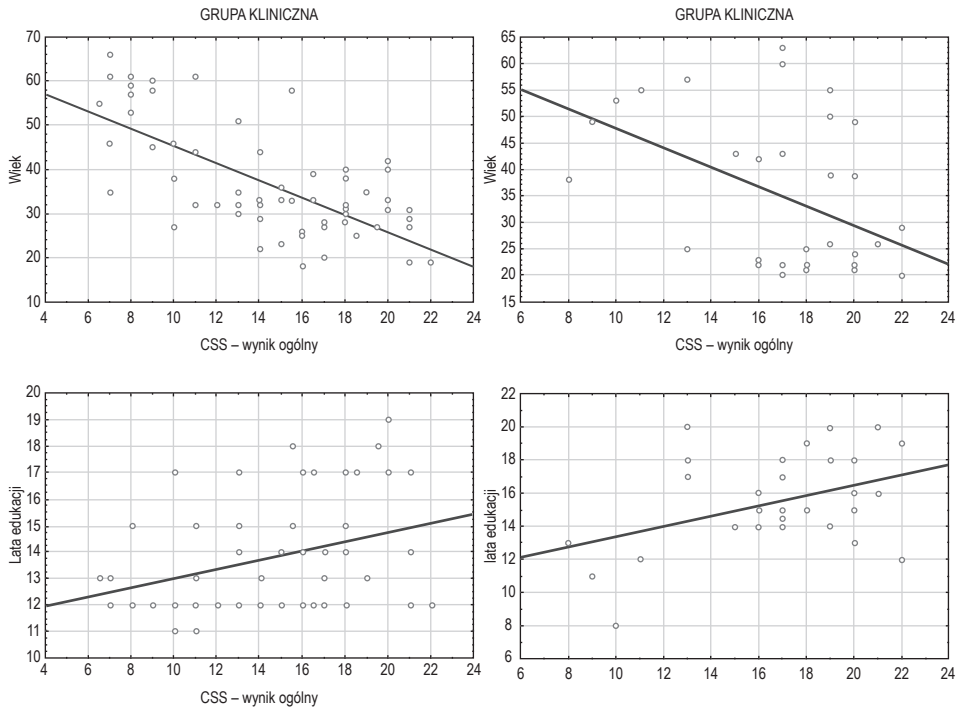 GRUPA KLINICZNA
70
60
50
40
30
20
10
Wiek
4 6 8 10 12 14 16 18 20 22 24
CSS – wynik ogólny
GRUPA KLINICZNA
65
60
55
50
45
40
35
30
25
20
15
Wiek
6 8 10 12 14 16 18 20 22 24
CSS – wynik ogólny
20
19
18
17
16
15
14
13
12
11
10
Lata edukacji
4 6 8 10 12 14 16 18 20 22 24
CSS – wynik ogólny
22
20
18
16
14
12
10
8
6
lata edukacji
6 8 10 12 14 16 18 20 22 24